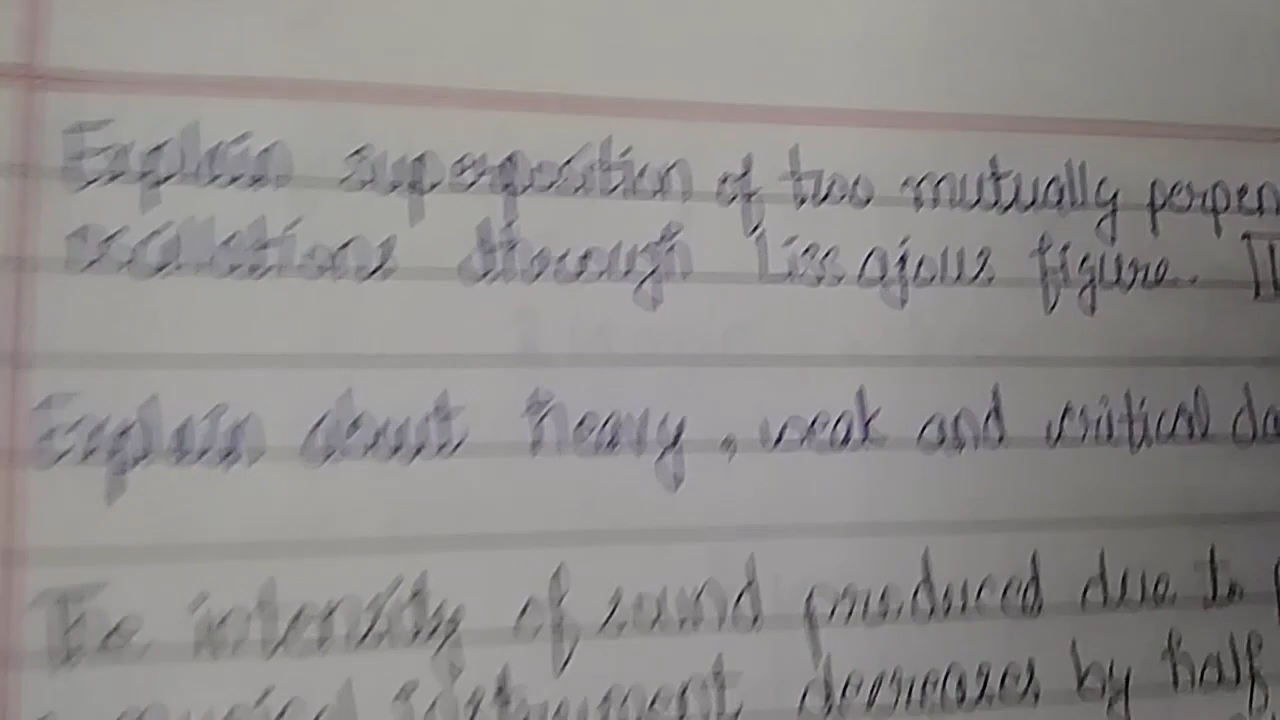 Explain superposition of two mutually perpen
oscillations through Lissajous figure.
Explain about heavy, weak and critical da
The intensity of sound produced due to
musical instrument decreases by half